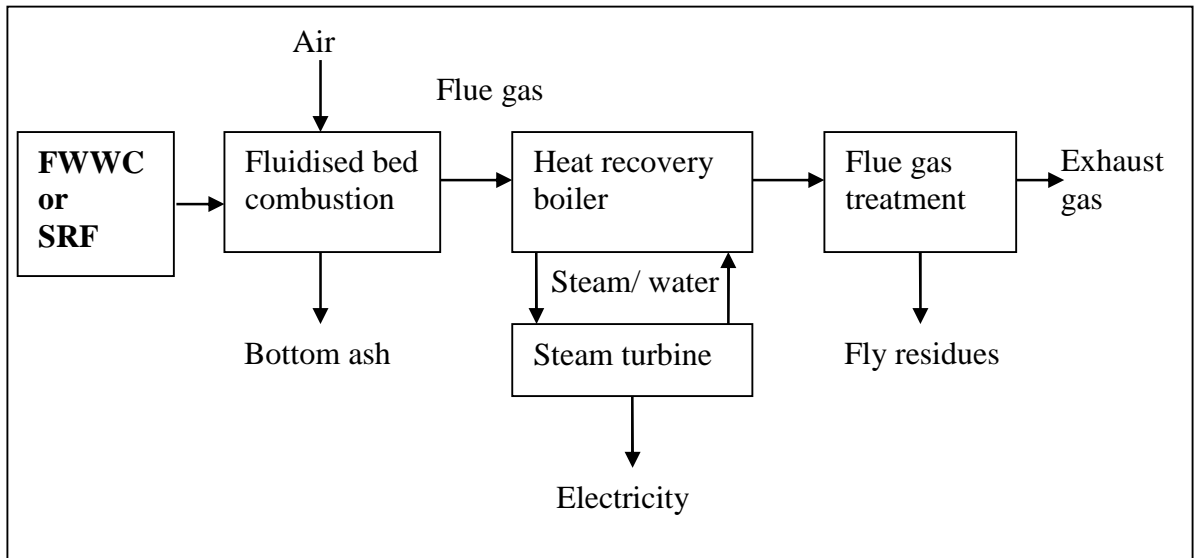 Air
Flue gas
FWWC
or
SRF
Fluidised bed
combustion
Heat recovery
boiler
Flue gas
treatment
Exhaust
gas
Steam/ water
Bottom ash
Steam turbine
Fly residues
Electricity